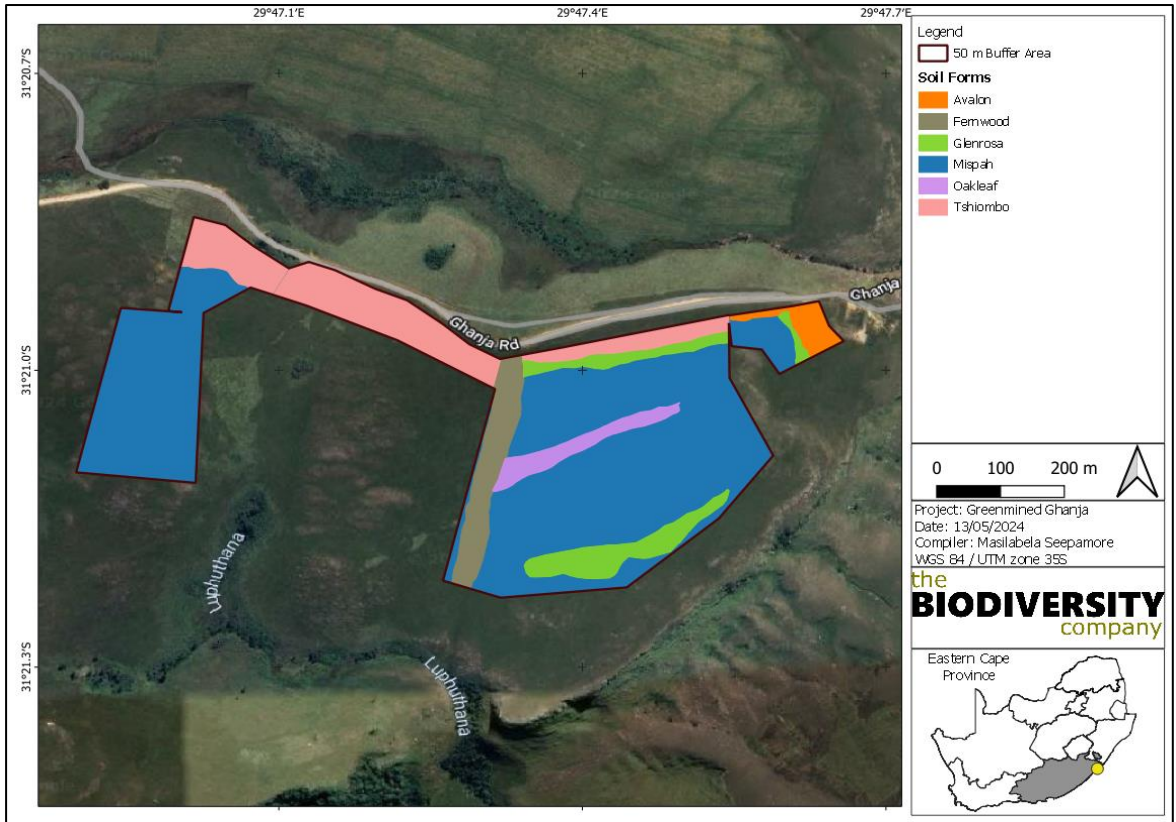 29°47.1'E
29°47.4'E
29°47.7'E
31°20.7'S
31°21.0'S
31°21.3'S
Ghanja Rd
Ghanja
Luphuthana
Luphuthana
Legend
50 m Buffer Area
Soil Forms
Avalon
Fernwood
Glenrosa
Mispah
Oakleaf
Tshiombo
0 100 200 m
Project: Greenmined Ghanja
Date: 13/05/2024
Compiler: Masilabela Seepamore
WGS 84 / UTM zone 35S
the
BIODIVERSITY
company
Eastern Cape
Province